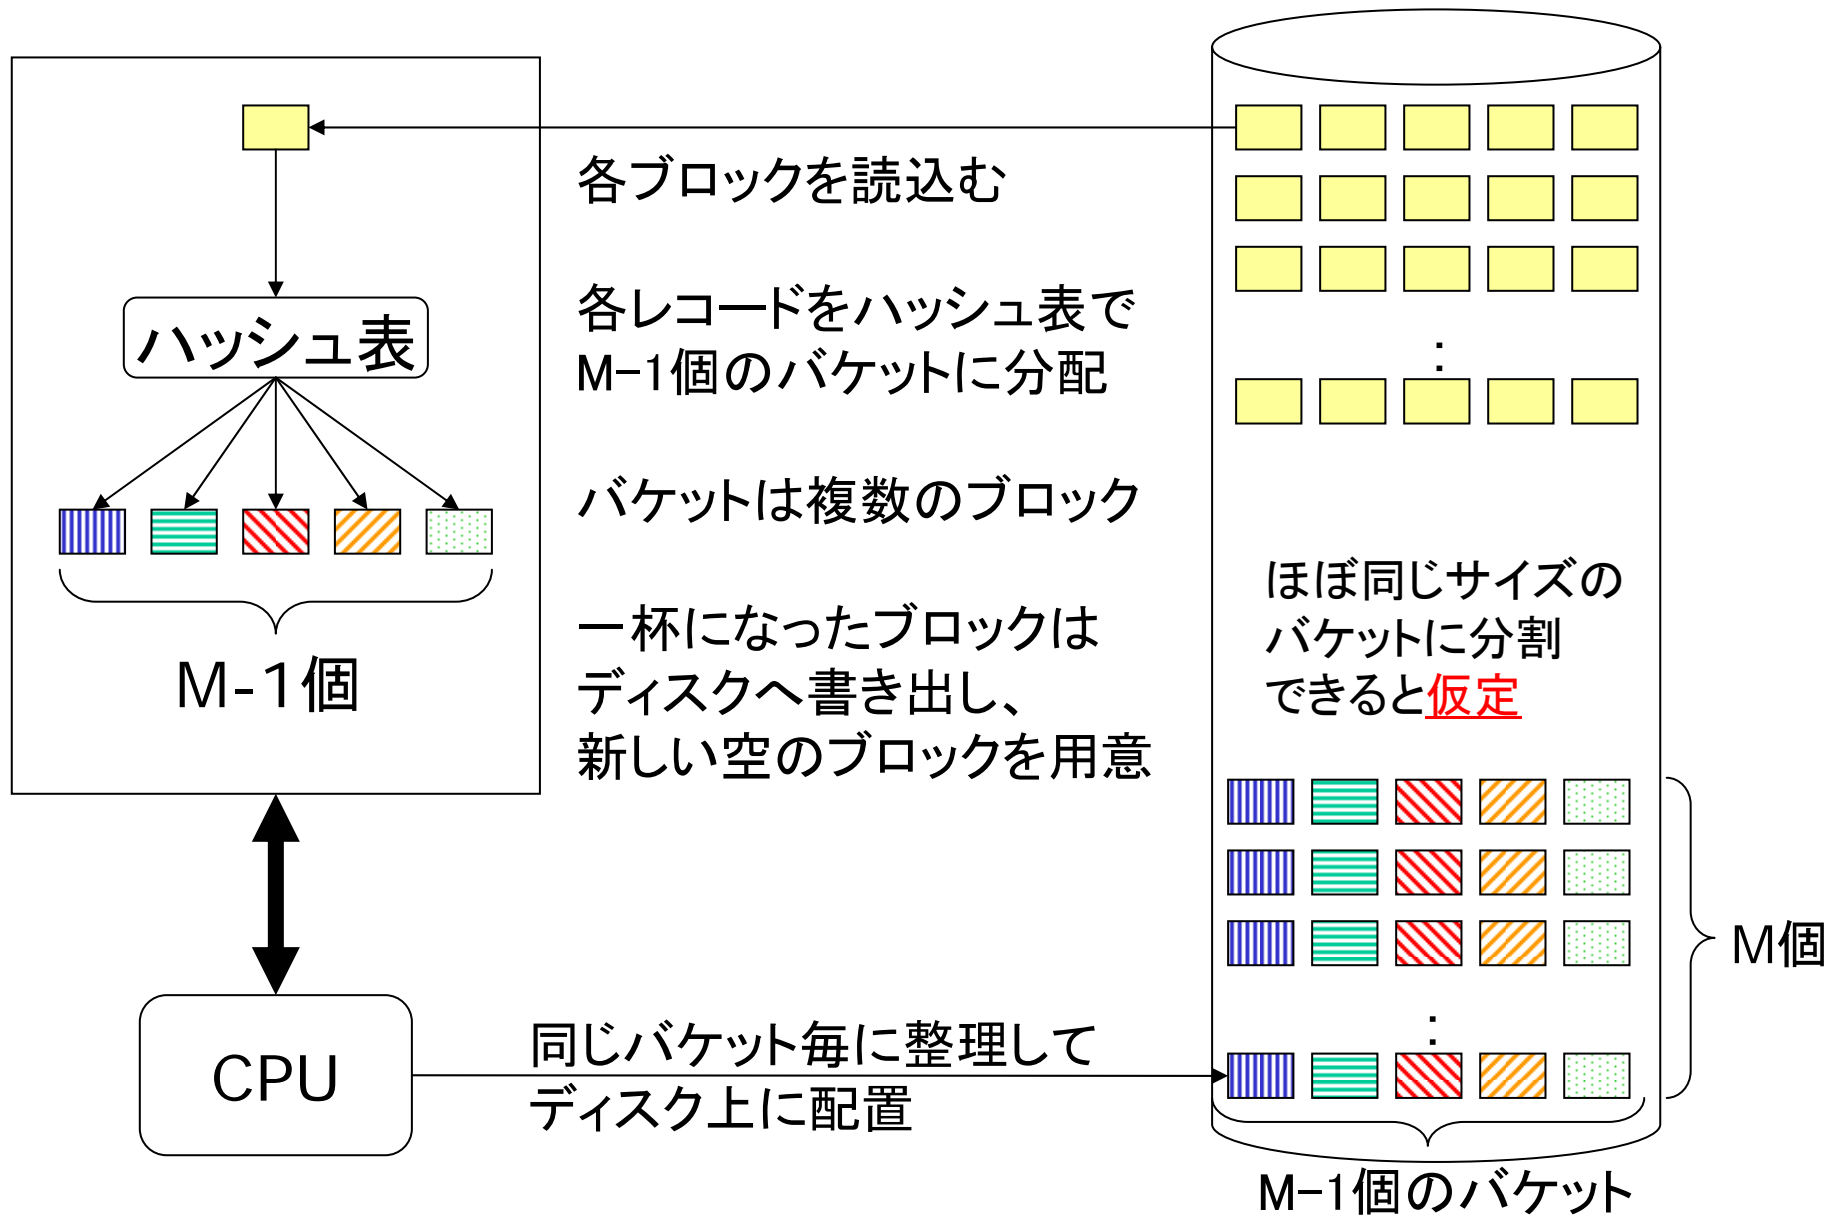 各ブロックを読込む
ハッシュ表
各レコードをハッシュ表で
M-1個のバケットに分配
:
バケットは複数のブロック
ほぼ同じサイズの
バケットに分割
できると仮定
M-1個
一杯になったブロックは
ディスクへ書き出し、
新しい空のブロックを用意
M個
:
CPU
同じバケット毎に整理して
ディスク上に配置
M-1個のバケット